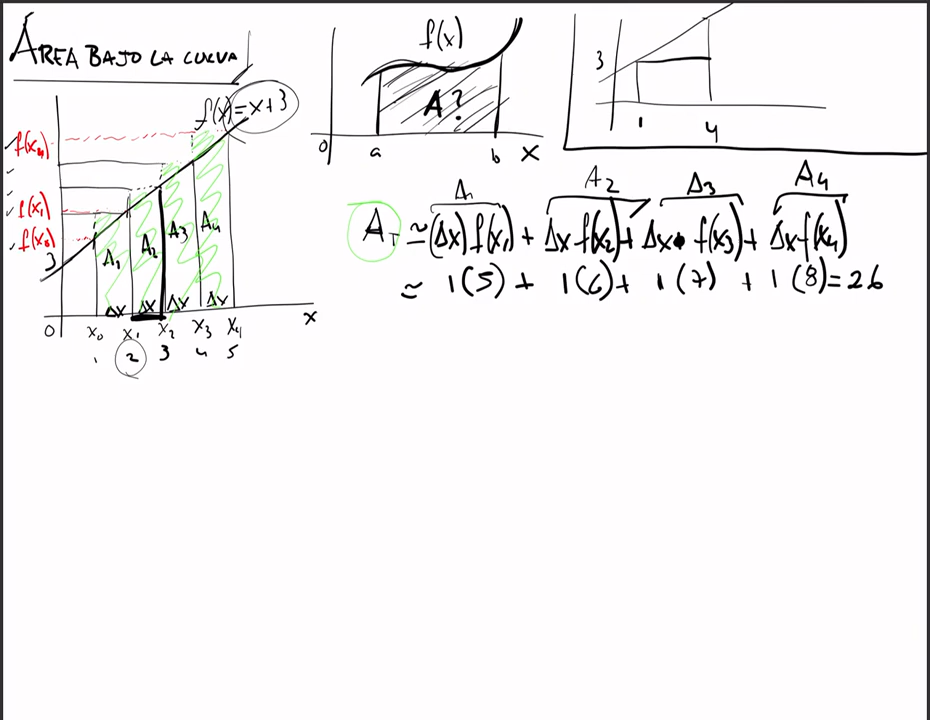 ÁREA BAJO LA CURVA
f(x)=x+3
f(x₄)
f(x₁)
f(x₀)
3
A₁ A₂ A₃ A₄
Δx Δx Δx Δx
0 x₀ x₁ x₂ x₃ x₄ x
1 2 3 4 5
f(x)
A?
0 a b x
3
1 4
A₁ A₂ A₃ A₄
A_T ≃ (Δx) f(x₁) + Δx f(x₂) + Δx • f(x₃) + Δx f(x₄)
≃ 1(5) + 1(6) + 1(7) + 1(8) = 26